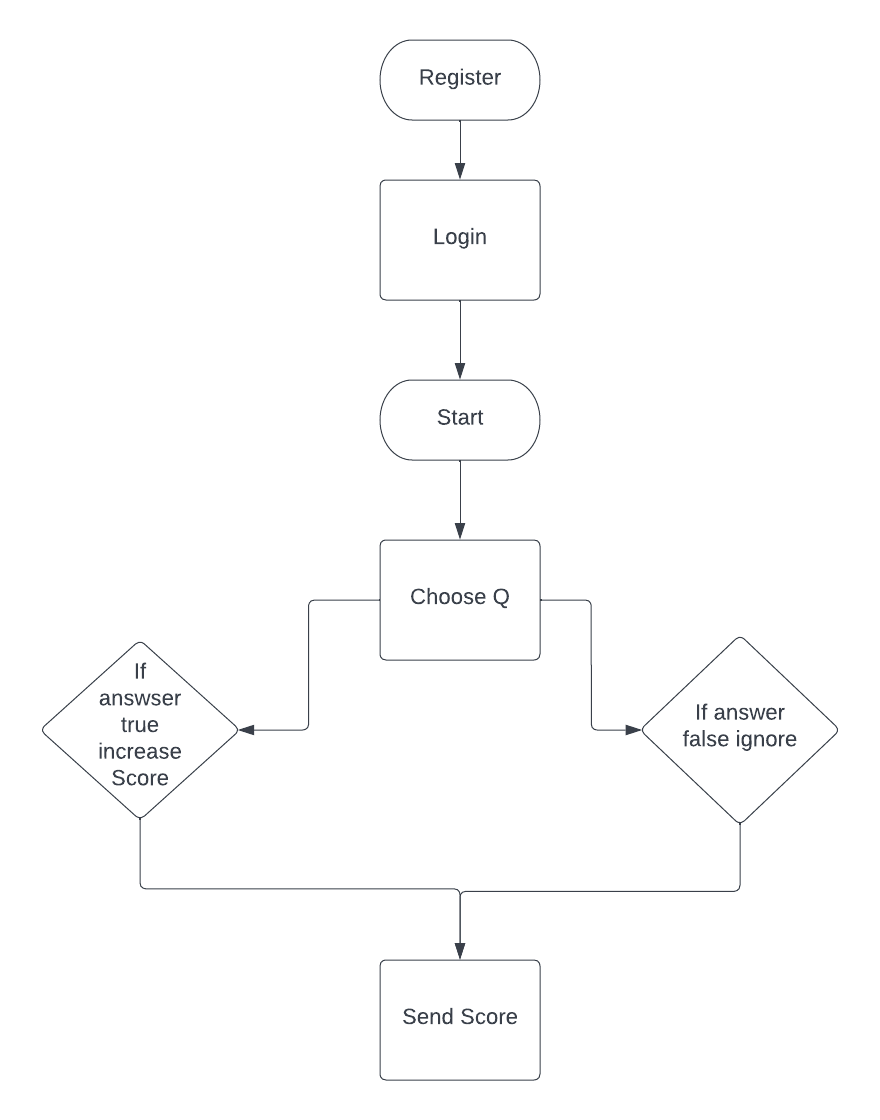 Register
Login
Start
Choose Q
If
answser
true
increase
Score
If answer
false ignore
Send Score